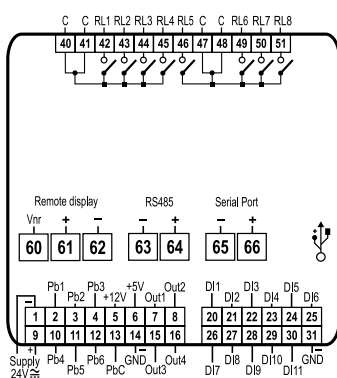 C C RL1 RL2 RL3 RL4 RL5 C C RL6 RL7 RL8
40 41 42 43 44 45 46 47 48 49 50 51
Remote display RS485 Serial Port
Vnr + − − + − +
60 61 62 63 64 65 66
Pb1 Pb3 +5V Out2 DI1 DI3 DI5
Pb2 +12V Out1 DI2 DI4 DI6
− 1 2 3 4 5 6 7 8 20 21 22 23 24 25
+ 9 10 11 12 13 14 15 16 26 27 28 29 30 31
Supply Pb4 Pb6 GND − Out4 DI8 DI10 GND −
24V Pb5 PbC Out3 DI7 DI9 DI11